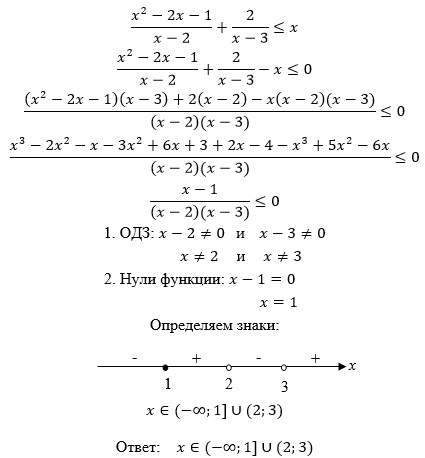 (x² − 2x − 1)/(x − 2) + 2/(x − 3) ≤ x
(x² − 2x − 1)/(x − 2) + 2/(x − 3) − x ≤ 0
((x² − 2x − 1)(x − 3) + 2(x − 2) − x(x − 2)(x − 3))/((x − 2)(x − 3)) ≤ 0
(x³ − 2x² − x − 3x² + 6x + 3 + 2x − 4 − x³ + 5x² − 6x)/((x − 2)(x − 3)) ≤ 0
(x − 1)/((x − 2)(x − 3)) ≤ 0
1. ОДЗ: x − 2 ≠ 0 и x − 3 ≠ 0
x ≠ 2 и x ≠ 3
2. Нули функции: x − 1 = 0
x = 1
Определяем знаки:
- + - +
x
1 2 3
x ∈ (−∞; 1] ∪ (2; 3)
Ответ: x ∈ (−∞; 1] ∪ (2; 3)